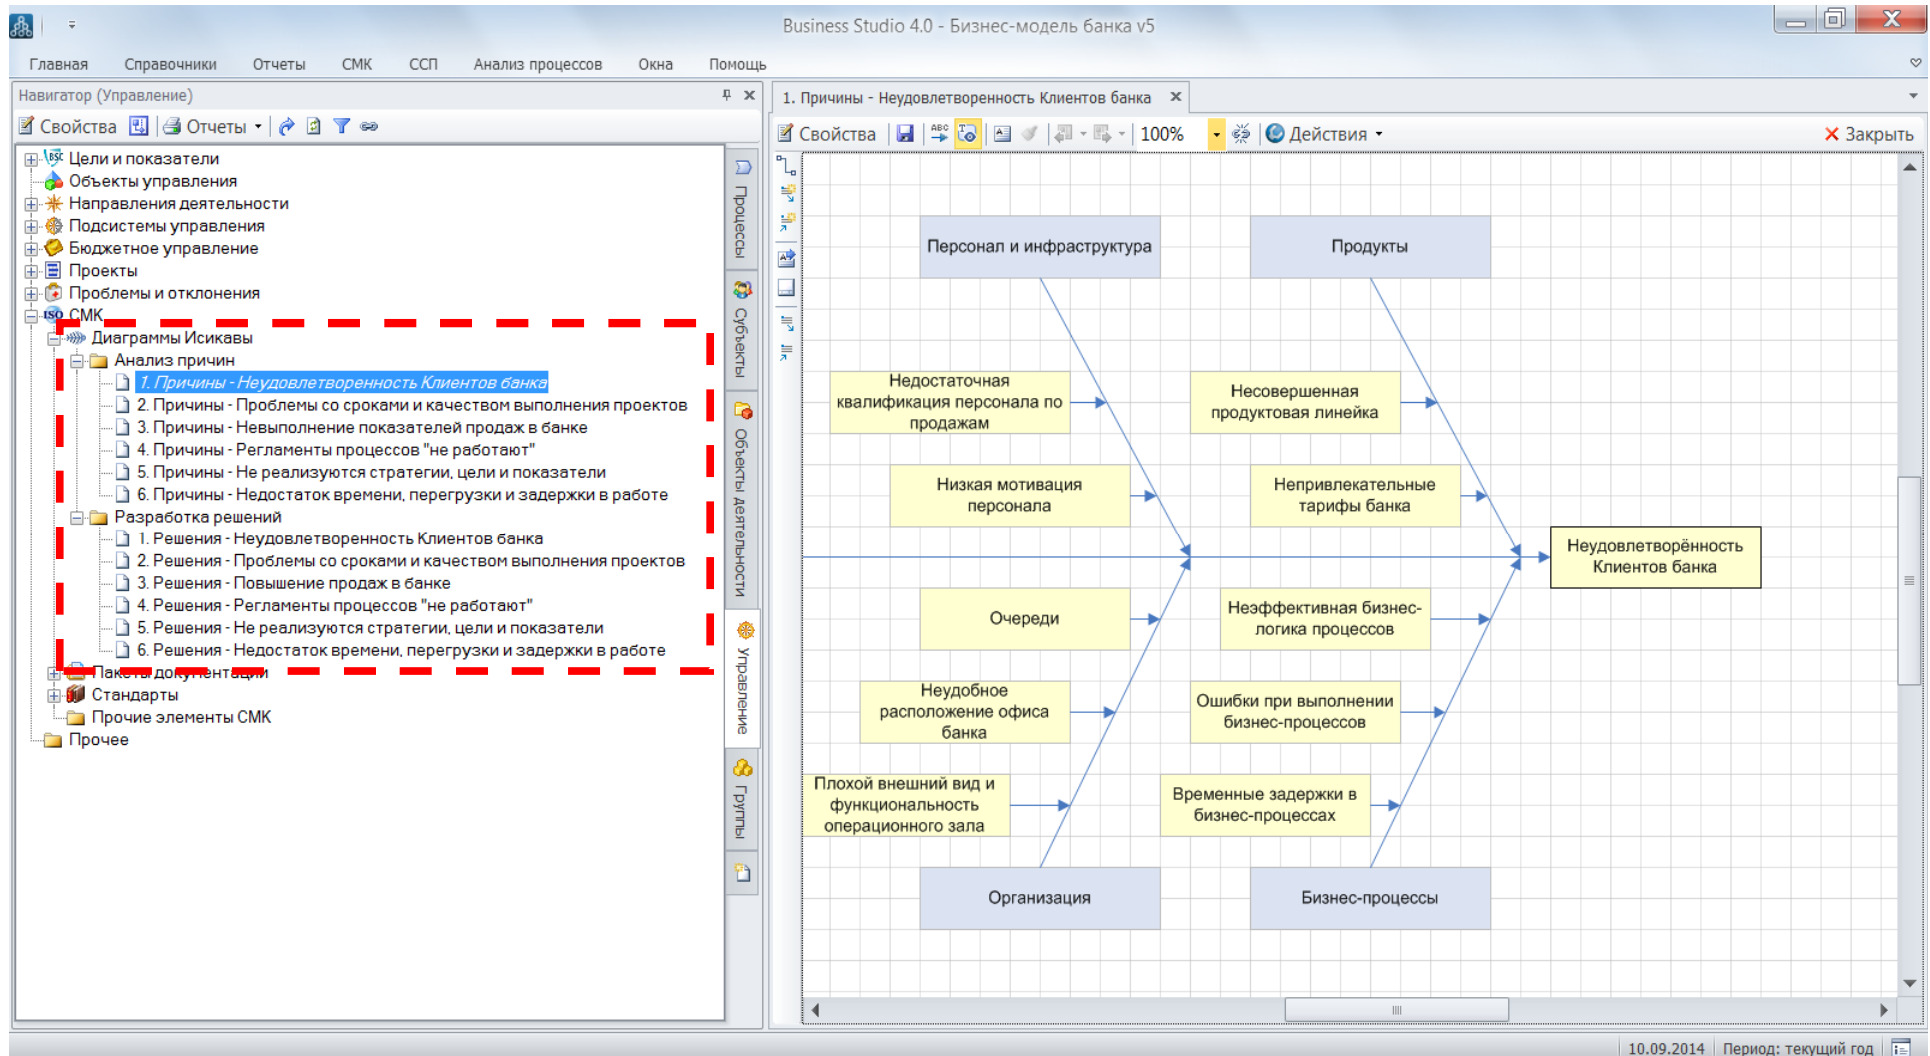 Business Studio 4.0 - Бизнес-модель банка v5
Главная Справочники Отчеты СМК ССП Анализ процессов Окна Помощь
Навигатор (Управление)
Свойства Отчеты
BSC Цели и показатели
Объекты управления
Направления деятельности
Подсистемы управления
Бюджетное управление
Проекты
Проблемы и отклонения
ISO СМК
Диаграммы Исикавы
Анализ причин
1. Причины - Неудовлетворенность Клиентов банка
2. Причины - Проблемы со сроками и качеством выполнения проектов
3. Причины - Невыполнение показателей продаж в банке
4. Причины - Регламенты процессов "не работают"
5. Причины - Не реализуются стратегии, цели и показатели
6. Причины - Недостаток времени, перегрузки и задержки в работе
Разработка решений
1. Решения - Неудовлетворенность Клиентов банка
2. Решения - Проблемы со сроками и качеством выполнения проектов
3. Решения - Повышение продаж в банке
4. Решения - Регламенты процессов "не работают"
5. Решения - Не реализуются стратегии, цели и показатели
6. Решения - Недостаток времени, перегрузки и задержки в работе
Пакеты документации
Стандарты
Прочие элементы СМК
Прочее
Процессы
Субъекты
Объекты деятельности
Управление
Группы
1. Причины - Неудовлетворенность Клиентов банка
Свойства ABC 100% Действия Закрыть
Персонал и инфраструктура
Продукты
Недостаточная
квалификация персонала по
продажам
Несовершенная
продуктовая линейка
Низкая мотивация
персонала
Непривлекательные
тарифы банка
Неудовлетворённость
Клиентов банка
Очереди
Неэффективная бизнес-
логика процессов
Неудобное
расположение офиса
банка
Ошибки при выполнении
бизнес-процессов
Плохой внешний вид и
функциональность
операционного зала
Временные задержки в
бизнес-процессах
Организация
Бизнес-процессы
10.09.2014 Период: текущий год